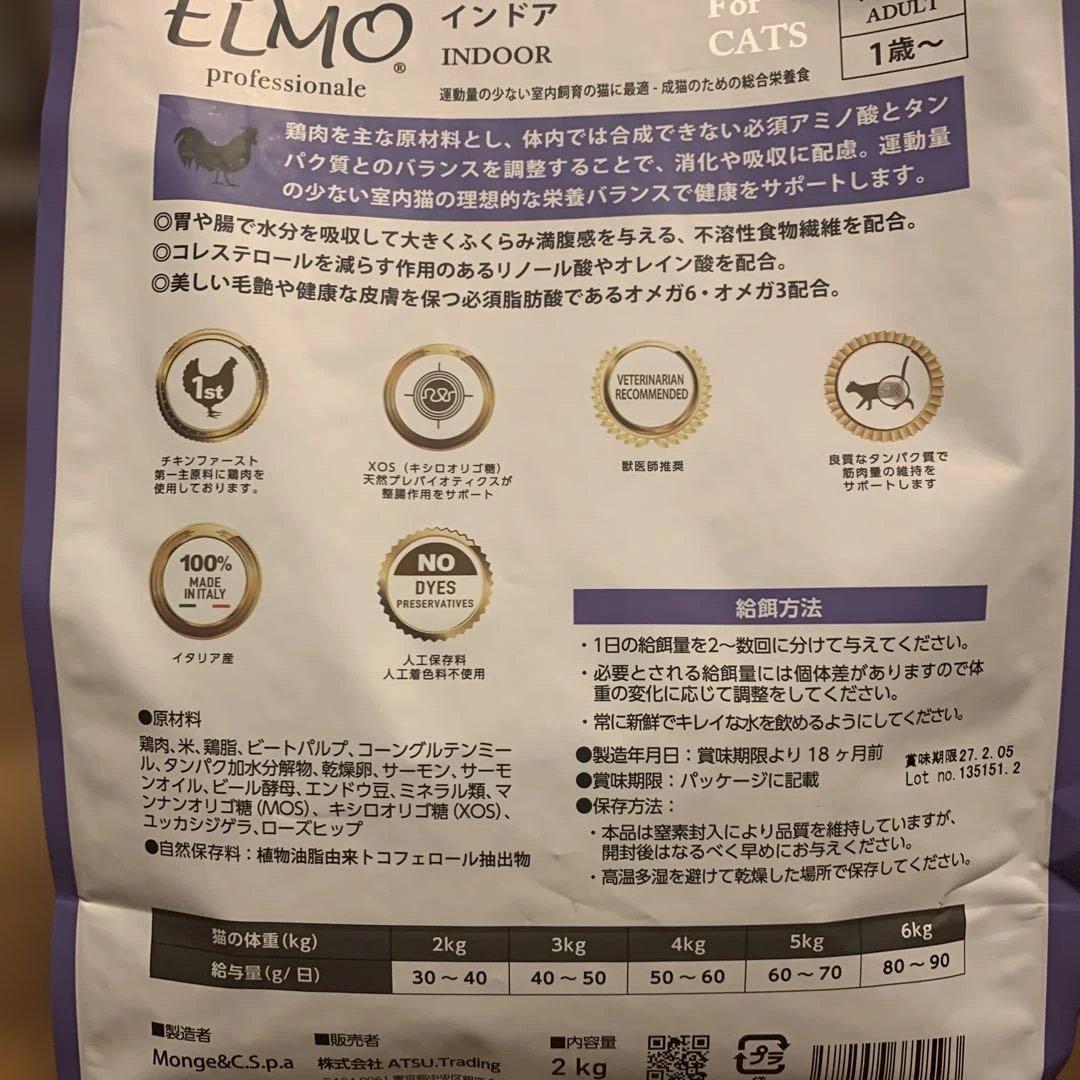 ELMO®
professionale
インドア
INDOOR
For
CATS
ADULT
1歳～
運動量の少ない室内飼育の猫に最適 - 成猫のための総合栄養食
鶏肉を主な原材料とし、体内では合成できない必須アミノ酸とタン
パク質とのバランスを調整することで、消化や吸収に配慮。運動量
の少ない室内猫の理想的な栄養バランスで健康をサポートします。
◎胃や腸で水分を吸収して大きくふくらみ満腹感を与える、不溶性食物繊維を配合。
◎コレステロールを減らす作用のあるリノール酸やオレイン酸を配合。
◎美しい毛艶や健康な皮膚を保つ必須脂肪酸であるオメガ6・オメガ3配合。
1st
チキンファースト
第一主原料に鶏肉を
使用しております。
XOS（キシロオリゴ糖）
天然プレバイオティクスが
整腸作用をサポート
VETERINARIAN
RECOMMENDED
獣医師推奨
良質なタンパク質で
筋肉量の維持を
サポートします
100%
MADE
IN ITALY
イタリア産
NO
DYES
PRESERVATIVES
人工保存料
人工着色料不使用
●原材料
鶏肉、米、鶏脂、ビートパルプ、コーングルテンミー
ル、タンパク加水分解物、乾燥卵、サーモン、サーモ
ンオイル、ビール酵母、エンドウ豆、ミネラル類、マ
ンナンオリゴ糖（MOS）、キシロオリゴ糖（XOS）、
ユッカシジゲラ、ローズヒップ
●自然保存料：植物油脂由来トコフェロール抽出物
給餌方法
・1日の給餌量を2～数回に分けて与えてください。
・必要とされる給餌量には個体差がありますので体
重の変化に応じて調整をしてください。
・常に新鮮でキレイな水を飲めるようにしてください。
●製造年月日：賞味期限より 18 ヶ月前
●賞味期限：パッケージに記載
賞味期限27.2.05
Lot no.135151.2
●保存方法：
・本品は窒素封入により品質を維持していますが、
開封後はなるべく早めにお与えください。
・高温多湿を避けて乾燥した場所で保存してください。
猫の体重（kg） 2kg 3kg 4kg 5kg 6kg
給与量（g/ 日） 30 ～ 40 40 ～ 50 50 ～ 60 60 ～ 70 80 ～ 90
■製造者
Monge&C.S.p.a
■販売者
株式会社 ATSU.Trading
■内容量
2 kg
プラ